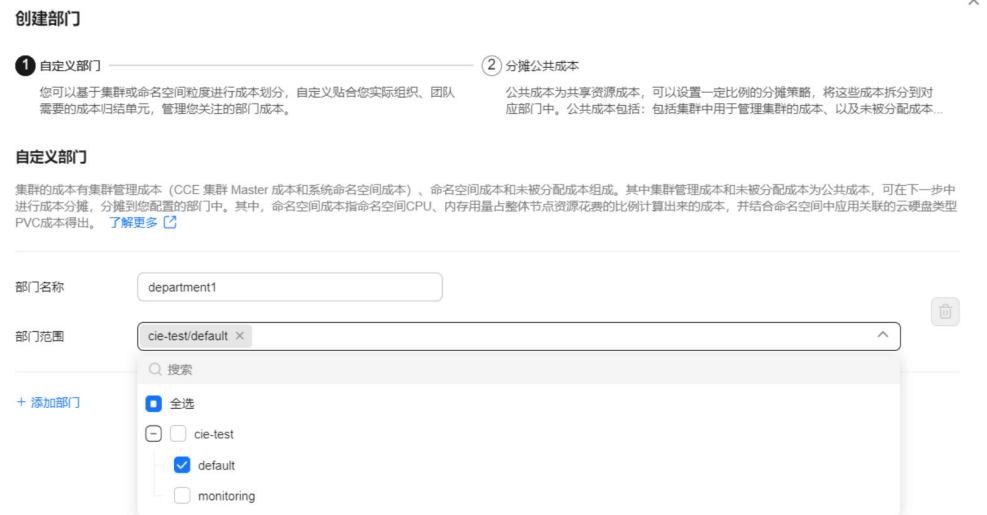 创建部门
1 自定义部门
2 分摊公共成本
您可以基于集群或命名空间粒度进行成本划分，自定义贴合您实际组织、团队
需要的成本归结单元，管理您关注的部门成本。
公共成本为共享资源成本，可以设置一定比例的分摊策略，将这些成本拆分到对
应部门中。公共成本包括：包括集群中用于管理集群的成本、以及未被分配成本...
自定义部门
集群的成本有集群管理成本（CCE 集群 Master 成本和系统命名空间成本）、命名空间成本和未被分配成本组成。其中集群管理成本和未被分配成本为公共成本，可在下一步中
进行成本分摊，分摊到您配置的部门中。其中，命名空间成本指命名空间CPU、内存用量占整体节点资源花费的比例计算出来的成本，并结合命名空间中应用关联的云硬盘类型
PVC成本得出。 了解更多
部门名称
department1
部门范围
cie-test/default ×
搜索
+ 添加部门
全选
cie-test
default
monitoring